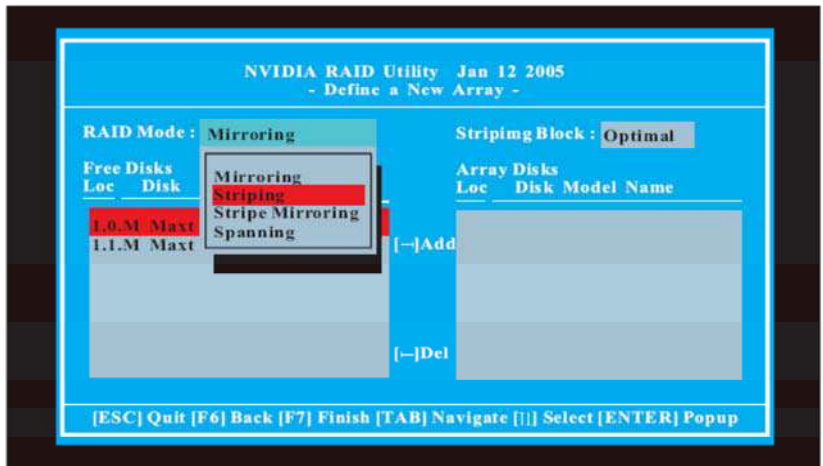 NVIDIA RAID Utility Jan 12 2005
- Define a New Array -
RAID Mode : Mirroring
Stripimg Block : Optimal
Free Disks
Loc Disk
Array Disks
Loc Disk Model Name
Mirroring
Striping
Stripe Mirroring
Spanning
1.0.M Maxt
1.1.M Maxt
[→]Add
[←]Del
[ESC] Quit [F6] Back [F7] Finish [TAB] Navigate [↑↓] Select [ENTER] Popup